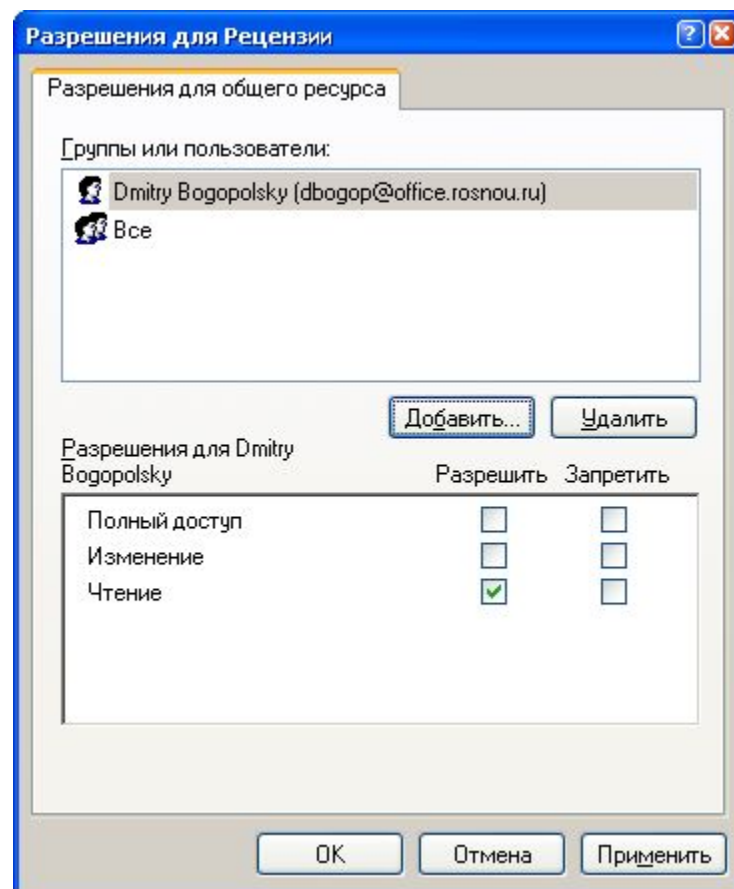 Разрешения для Рецензии
Разрешения для общего ресурса
Группы или пользователи:
Dmitry Bogopolsky (dbogop@office.rosnou.ru)
Все
Добавить... Удалить
Разрешения для Dmitry
Bogopolsky Разрешить Запретить
Полный доступ
Изменение
Чтение
OK Отмена Применить